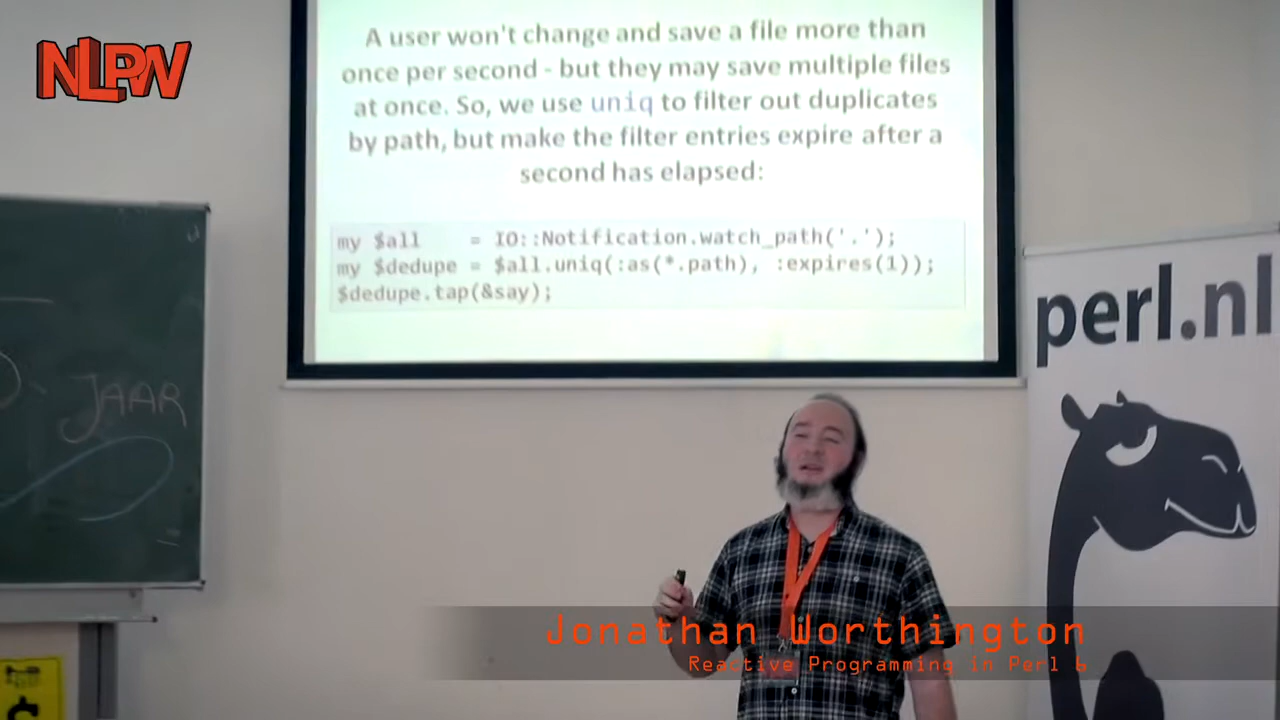 NLPW
A user won't change and save a file more than
once per second - but they may save multiple files
at once. So, we use uniq to filter out duplicates
by path, but make the filter entries expire after a
second has elapsed:
my $all    = IO::Notification.watch_path('.');
my $dedupe = $all.uniq(:as(*.path), :expires(1));
$dedupe.tap(&say);
perl.nl
JAAR
Jonathan Worthington
Reactive Programming in Perl 6